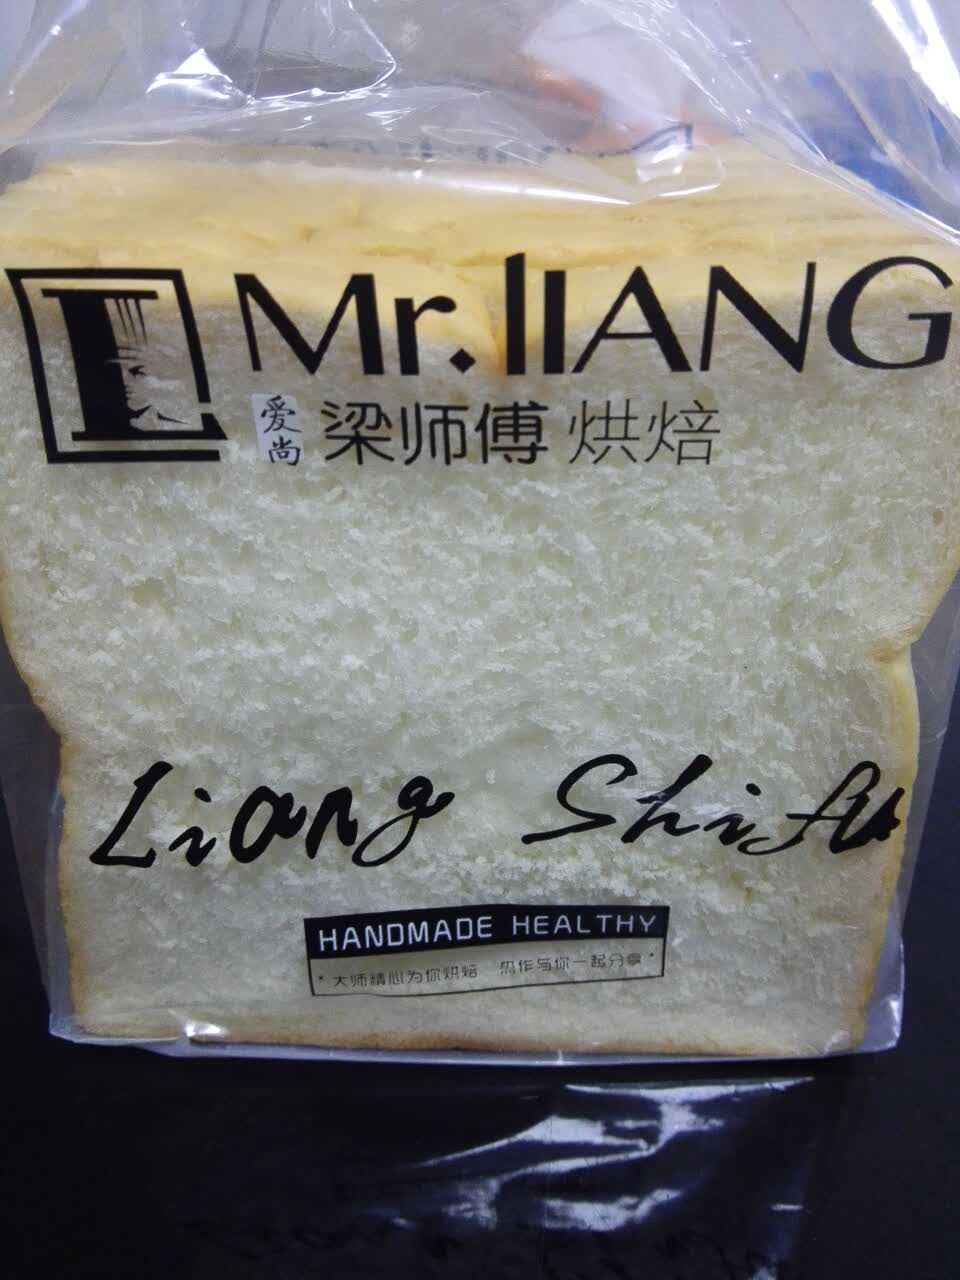 Mr. lIANG
爱尚 梁师傅 烘焙
Liang Shifu
HANDMADE HEALTHY
* 大师精心为你烘焙 杰作与你一起分享 *